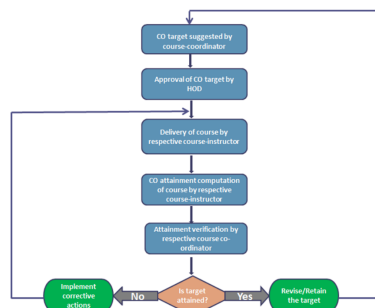 CO target suggested by
course-coordinator
Approval of CO target by
HOD
Delivery of course by
respective course-instructor
CO attainment computation
of course by respective
course-instructor
Attainment verification by
respective course co-
ordinator
Implement
corrective
actions
No
Is target
attained?
Yes
Revise/Retain
the target